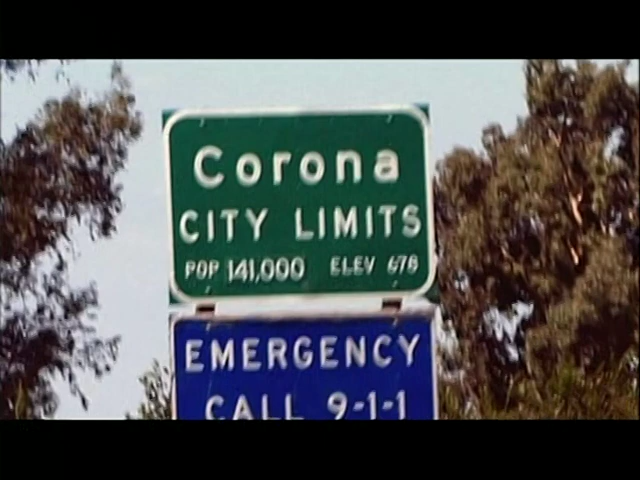 Corona
CITY LIMITS
POP 141,000 ELEV 678
EMERGENCY
CALL 9-1-1